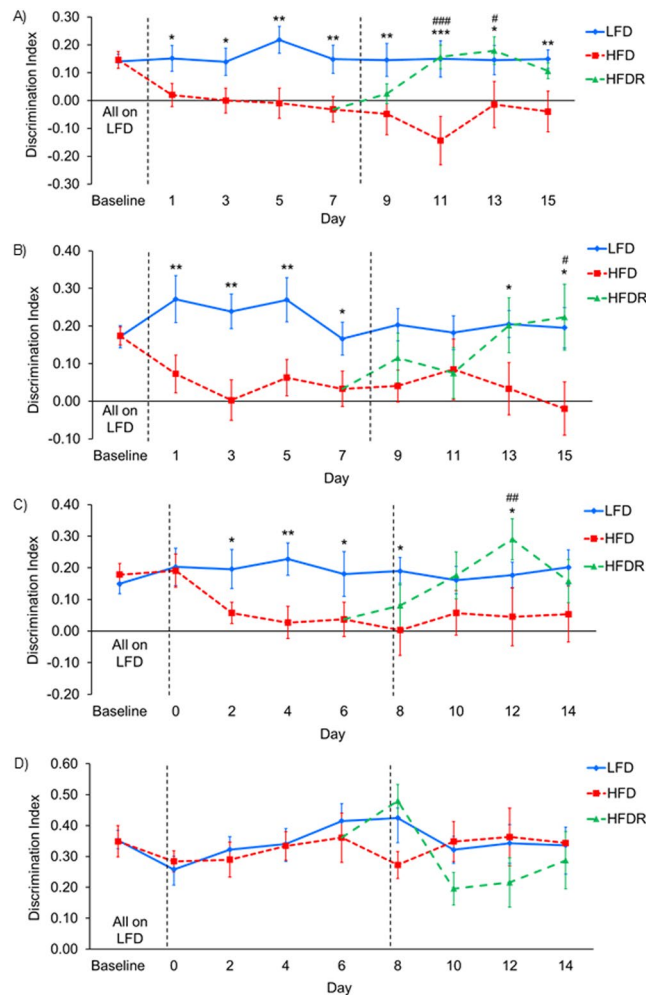 A)
0.30
0.20
0.10
0.00
-0.10
-0.20
-0.30
Discrimination Index
* * ** ** ** ### *** # * **
All on
LFD
LFD
HFD
HFDR
Baseline 1 3 5 7 9 11 13 15
Day
B)
0.40
0.30
0.20
0.10
0.00
-0.10
Discrimination Index
** ** ** * * # *
All on
LFD
LFD
HFD
HFDR
Baseline 1 3 5 7 9 11 13 15
Day
C)
0.40
0.30
0.20
0.10
0.00
-0.10
-0.20
Discrimination Index
* ** * * ## *
All on
LFD
LFD
HFD
HFDR
Baseline 0 2 4 6 8 10 12 14
Day
D)
0.60
0.50
0.40
0.30
0.20
0.10
0.00
Discrimination Index
All on
LFD
LFD
HFD
HFDR
Baseline 0 2 4 6 8 10 12 14
Day